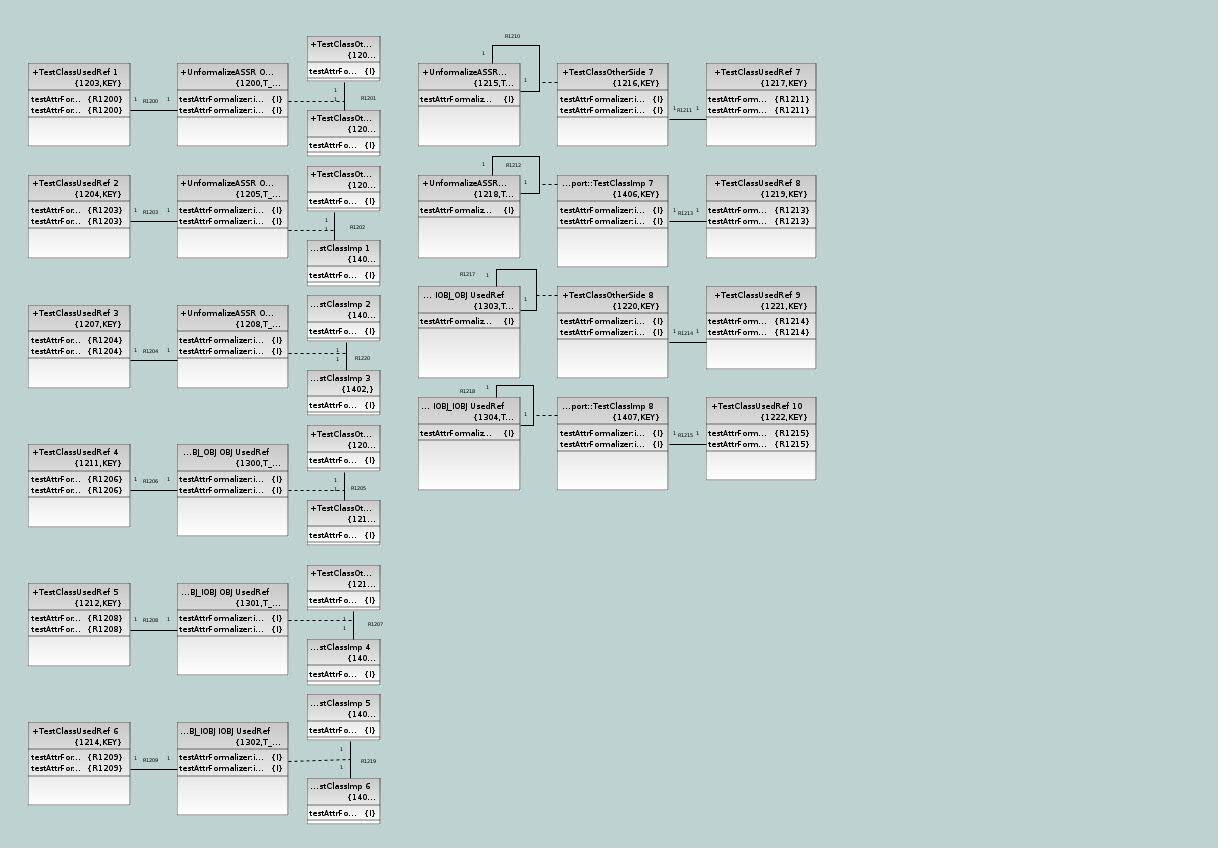 +TestClassUsedRef 1
{1203,KEY}
testAttrFor... {R1200}
testAttrFor... {R1200}
1 R1200 1
+UnformalizeASSR O...
{1200,T_...
testAttrFormalizer:i... {I}
testAttrFormalizer:i... {I}
+TestClassOt...
{120...
testAttrFo... {I}
1
1
R1201
+TestClassOt...
{120...
testAttrFo... {I}
+TestClassUsedRef 2
{1204,KEY}
testAttrFor... {R1203}
testAttrFor... {R1203}
1 R1203 1
+UnformalizeASSR O...
{1205,T_...
testAttrFormalizer:i... {I}
testAttrFormalizer:i... {I}
+TestClassOt...
{120...
testAttrFo... {I}
1
1
R1202
...stClassImp 1
{140...
testAttrFo... {I}
+TestClassUsedRef 3
{1207,KEY}
testAttrFor... {R1204}
testAttrFor... {R1204}
1 R1204 1
+UnformalizeASSR O...
{1208,T_...
testAttrFormalizer:i... {I}
testAttrFormalizer:i... {I}
...stClassImp 2
{140...
testAttrFo... {I}
1
1
R1220
...stClassImp 3
{1402,}
testAttrFo... {I}
+TestClassUsedRef 4
{1211,KEY}
testAttrFor... {R1206}
testAttrFor... {R1206}
1 R1206 1
...BJ_OBJ OBJ UsedRef
{1300,T_...
testAttrFormalizer:i... {I}
testAttrFormalizer:i... {I}
+TestClassOt...
{120...
testAttrFo... {I}
1
1
R1205
+TestClassOt...
{121...
testAttrFo... {I}
+TestClassUsedRef 5
{1212,KEY}
testAttrFor... {R1208}
testAttrFor... {R1208}
1 R1208 1
...BJ_IOBJ OBJ UsedRef
{1301,T_...
testAttrFormalizer:i... {I}
testAttrFormalizer:i... {I}
+TestClassOt...
{121...
testAttrFo... {I}
1
1
R1207
...stClassImp 4
{140...
testAttrFo... {I}
+TestClassUsedRef 6
{1214,KEY}
testAttrFor... {R1209}
testAttrFor... {R1209}
1 R1209 1
...BJ_IOBJ IOBJ UsedRef
{1302,T_...
testAttrFormalizer:i... {I}
testAttrFormalizer:i... {I}
...stClassImp 5
{140...
testAttrFo... {I}
1
1
R1219
...stClassImp 6
{140...
testAttrFo... {I}
R1210
1
1
+UnformalizeASSR...
{1215,T...
testAttrFormaliz... {I}
+TestClassOtherSide 7
{1216,KEY}
testAttrFormalizer:i... {I}
testAttrFormalizer:i... {I}
1 R1211 1
+TestClassUsedRef 7
{1217,KEY}
testAttrForm... {R1211}
testAttrForm... {R1211}
1 R1212
1
+UnformalizeASSR...
{1218,T...
testAttrFormaliz... {I}
...port::TestClassImp 7
{1406,KEY}
testAttrFormalizer:i... {I}
testAttrFormalizer:i... {I}
1 R1213 1
+TestClassUsedRef 8
{1219,KEY}
testAttrForm... {R1213}
testAttrForm... {R1213}
R1217 1
1
... IOBJ_OBJ UsedRef
{1303,T...
testAttrFormaliz... {I}
+TestClassOtherSide 8
{1220,KEY}
testAttrFormalizer:i... {I}
testAttrFormalizer:i... {I}
1 R1214 1
+TestClassUsedRef 9
{1221,KEY}
testAttrForm... {R1214}
testAttrForm... {R1214}
R1218 1
1
... IOBJ_IOBJ UsedRef
{1304,T...
testAttrFormaliz... {I}
...port::TestClassImp 8
{1407,KEY}
testAttrFormalizer:i... {I}
testAttrFormalizer:i... {I}
1 R1215 1
+TestClassUsedRef 10
{1222,KEY}
testAttrForm... {R1215}
testAttrForm... {R1215}